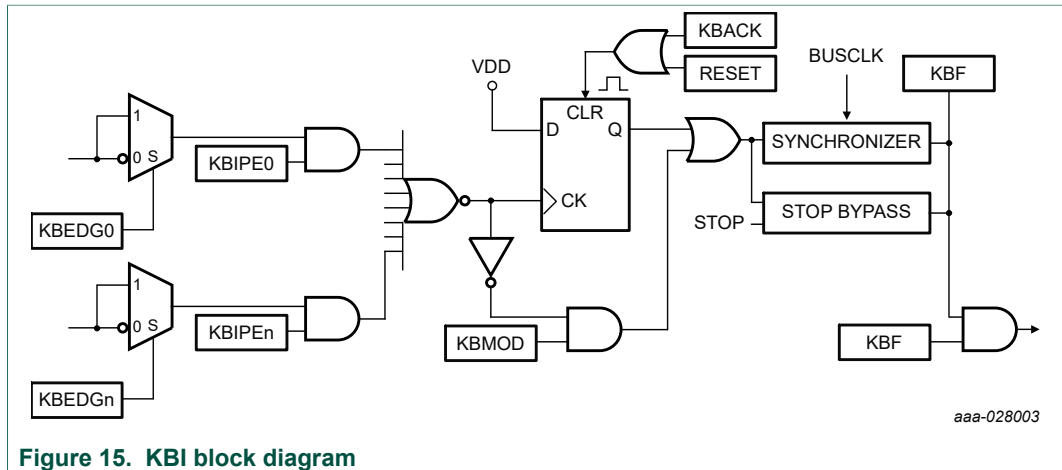 KBACK
RESET
VDD
BUSCLK
KBF
CLR
D
Q
CK
1
0 S
KBIPE0
KBEDG0
SYNCHRONIZER
STOP BYPASS
STOP
1
0 S
KBIPEn
KBEDGn
KBMOD
KBF
aaa-028003
Figure 15. KBI block diagram